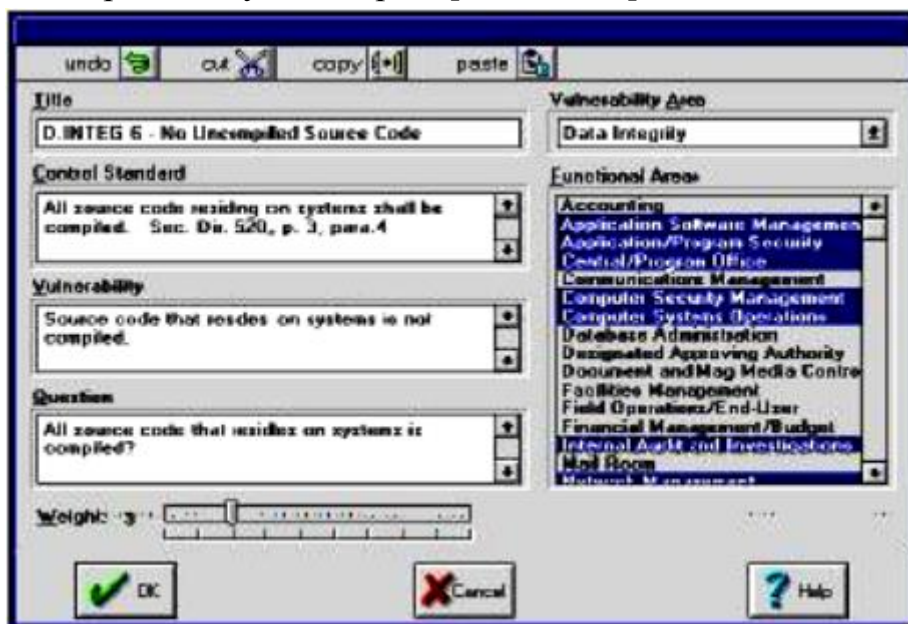 undo cut copy paste
Title
D.INTEG 6 - No Uncompiled Source Code
Control Standard
All source code residing on systems shall be
compiled. Sec. Dir. 520, p. 3, para.4
Vulnerability
Source code that resides on systems is not
compiled.
Question
All source code that resides on systems is
compiled?
Weight: 3
Vulnerability Area
Data Integrity
Functional Areas
Accounting
Application Software Managemen
Application/Program Security
Central/Program Office
Communications Management
Computer Security Management
Computer Systems Operations
Database Administration
Designated Approving Authority
Document and Mag Media Contro
Facilities Management
Field Operations/End-User
Financial Management/Budget
Internal Audit and Investigations
Mail Room
Network Management
OK Cancel Help